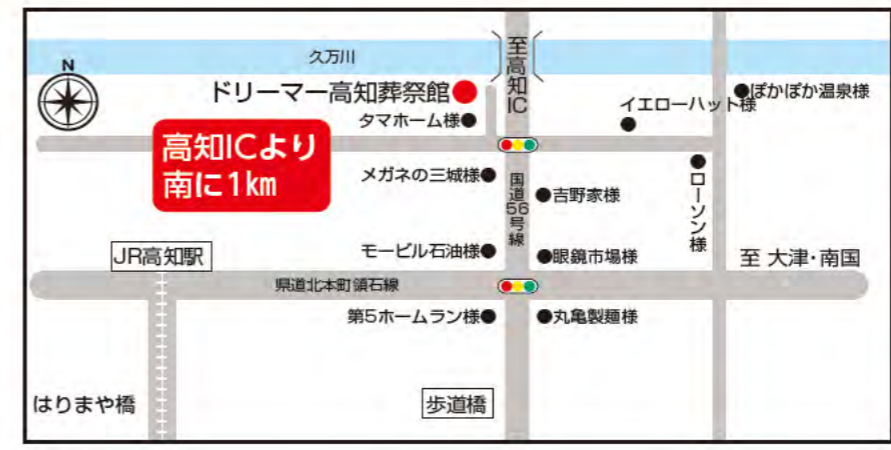 N
久万川
至高知IC
ドリーマー高知葬祭館
タマホーム様
イエローハット様
ぽかぽか温泉様
高知ICより
南に1km
メガネの三城様
国道56号線
吉野家様
ローソン様
JR高知駅
モービル石油様
眼鏡市場様
至 大津・南国
県道北本町領石線
第5ホームラン様
丸亀製麺様
はりまや橋
歩道橋